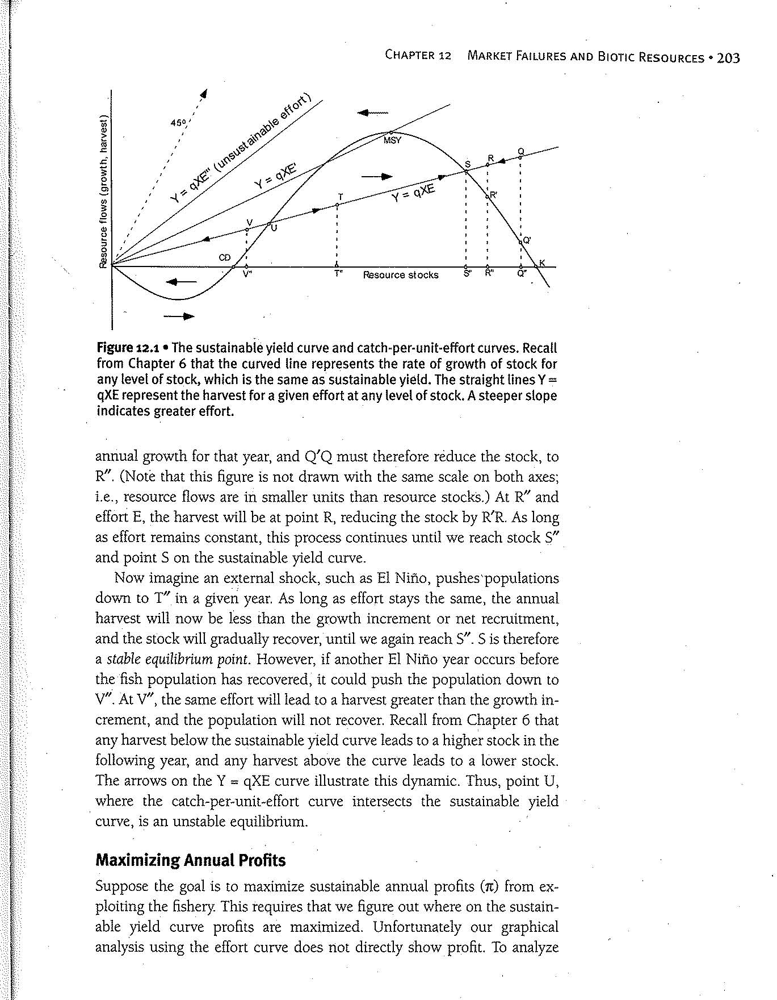 CHAPTER 12 MARKET FAILURES AND BIOTIC RESOURCES • 203
45º
Y = qXE" (unsustainable effort)
Y = qXE'
Y = qXE
MSY
S
R
Q
R'
Q'
T
V
U
CD
K
V"
T"
Resource stocks
S"
R"
Q"
Resource flows (growth, harvest)
Figure 12.1 • The sustainable yield curve and catch-per-unit-effort curves. Recall
from Chapter 6 that the curved line represents the rate of growth of stock for
any level of stock, which is the same as sustainable yield. The straight lines Y =
qXE represent the harvest for a given effort at any level of stock. A steeper slope
indicates greater effort.
annual growth for that year, and Q′Q must therefore reduce the stock, to
R″. (Note that this figure is not drawn with the same scale on both axes;
i.e., resource flows are in smaller units than resource stocks.) At R″ and
effort E, the harvest will be at point R, reducing the stock by R′R. As long
as effort remains constant, this process continues until we reach stock S″
and point S on the sustainable yield curve.
Now imagine an external shock, such as El Niño, pushes populations
down to T″ in a given year. As long as effort stays the same, the annual
harvest will now be less than the growth increment or net recruitment,
and the stock will gradually recover, until we again reach S″. S is therefore
a stable equilibrium point. However, if another El Niño year occurs before
the fish population has recovered, it could push the population down to
V″. At V″, the same effort will lead to a harvest greater than the growth in-
crement, and the population will not recover. Recall from Chapter 6 that
any harvest below the sustainable yield curve leads to a higher stock in the
following year, and any harvest above the curve leads to a lower stock.
The arrows on the Y = qXE curve illustrate this dynamic. Thus, point U,
where the catch-per-unit-effort curve intersects the sustainable yield
curve, is an unstable equilibrium.
Maximizing Annual Profits
Suppose the goal is to maximize sustainable annual profits (π) from ex-
ploiting the fishery. This requires that we figure out where on the sustain-
able yield curve profits are maximized. Unfortunately our graphical
analysis using the effort curve does not directly show profit. To analyze